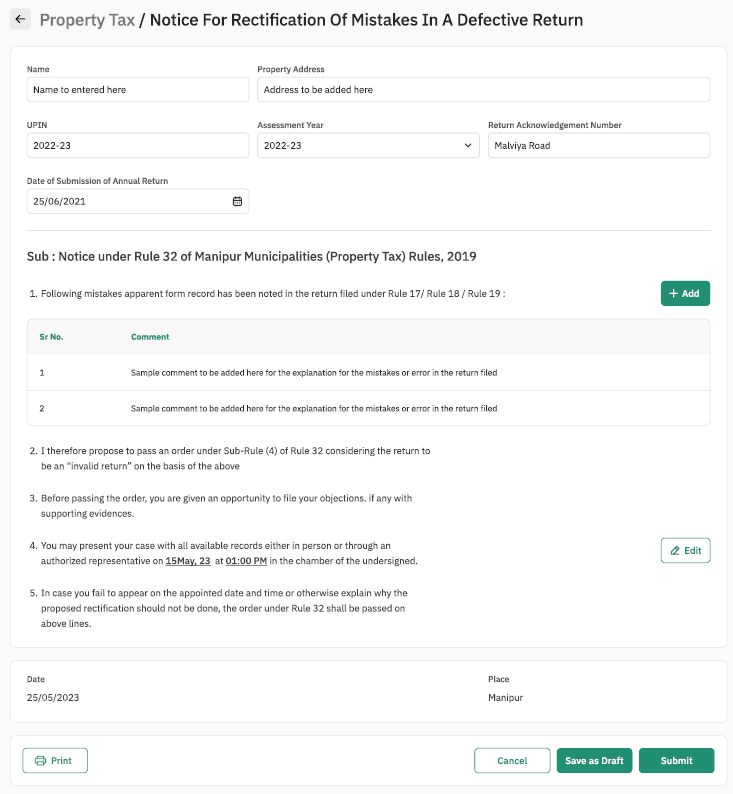 Property Tax / Notice For Rectification Of Mistakes In A Defective Return
Name
Property Address
Name to entered here
Address to be added here
UPIN
Assessment Year
Return Acknowledgement Number
2022-23
2022-23
Malviya Road
Date of Submission of Annual Return
25/06/2021
Sub : Notice under Rule 32 of Manipur Municipalities (Property Tax) Rules, 2019
1. Following mistakes apparent form record has been noted in the return filed under Rule 17/ Rule 18 / Rule 19 :
+ Add
Sr No. Comment
1 Sample comment to be added here for the explanation for the mistakes or error in the return filed
2 Sample comment to be added here for the explanation for the mistakes or error in the return filed
2. I therefore propose to pass an order under Sub-Rule (4) of Rule 32 considering the return to
be an “invalid return” on the basis of the above
3. Before passing the order, you are given an opportunity to file your objections. if any with
supporting evidences.
4. You may present your case with all available records either in person or through an
authorized representative on 15May, 23 at 01:00 PM in the chamber of the undersigned.
Edit
5. In case you fail to appear on the appointed date and time or otherwise explain why the
proposed rectification should not be done, the order under Rule 32 shall be passed on
above lines.
Date
Place
25/05/2023
Manipur
Print
Cancel
Save as Draft
Submit